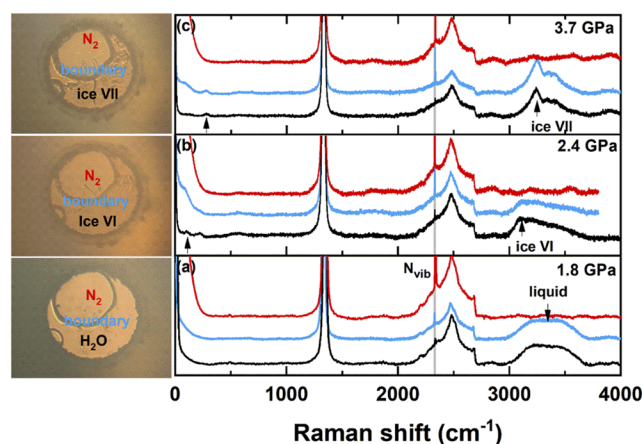 N₂
boundary
ice VII
(c)
3.7 GPa
ice VII
N₂
boundary
Ice VI
(b)
2.4 GPa
ice VI
N₂
boundary
H₂O
(a)
N_vib
1.8 GPa
liquid
0 1000 2000 3000 4000
Raman shift (cm⁻¹)